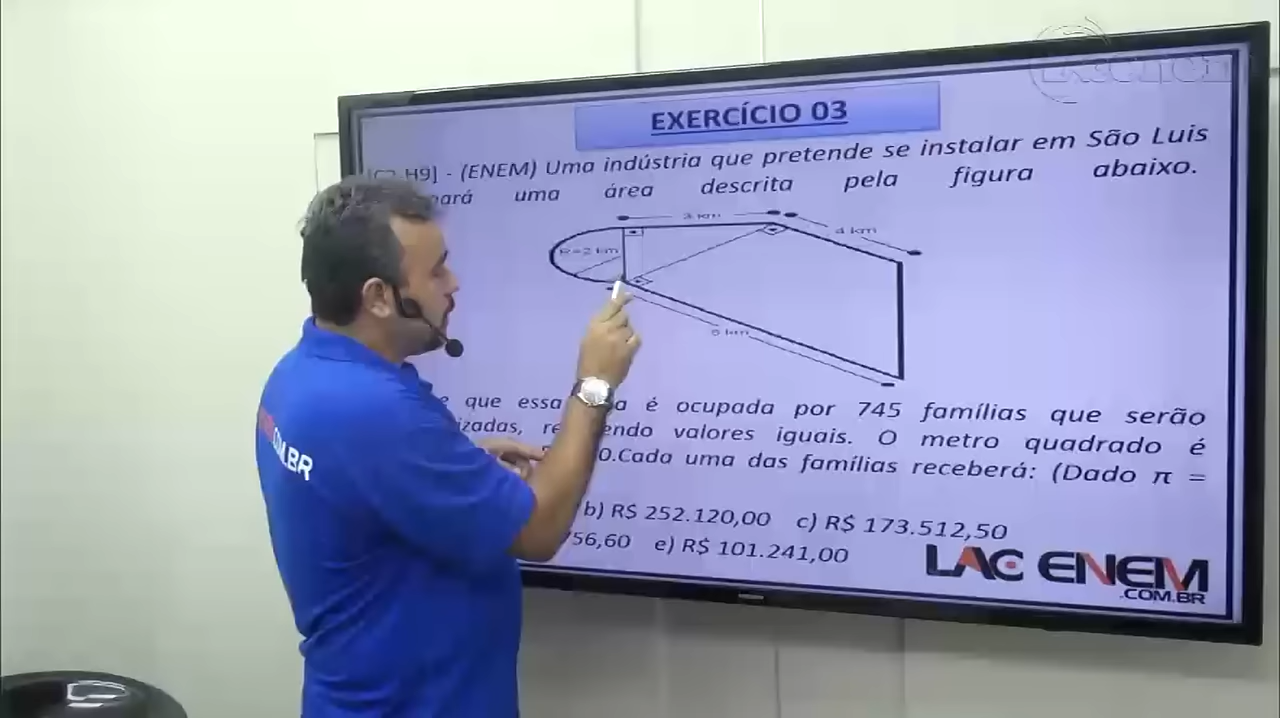 EXERCÍCIO 03
H9] - (ENEM) Uma indústria que pretende se instalar em São Luis
uma área descrita pela figura abaixo.
3 km
4 km
R=2 km
6 km
que essa é ocupada por 745 famílias que serão
valores iguais. O metro quadrado é
Cada uma das famílias receberá: (Dado π =
b) R$ 252.120,00 c) R$ 173.512,50
756,60 e) R$ 101.241,00
LAC ENEM
.COM.BR
COM.BR